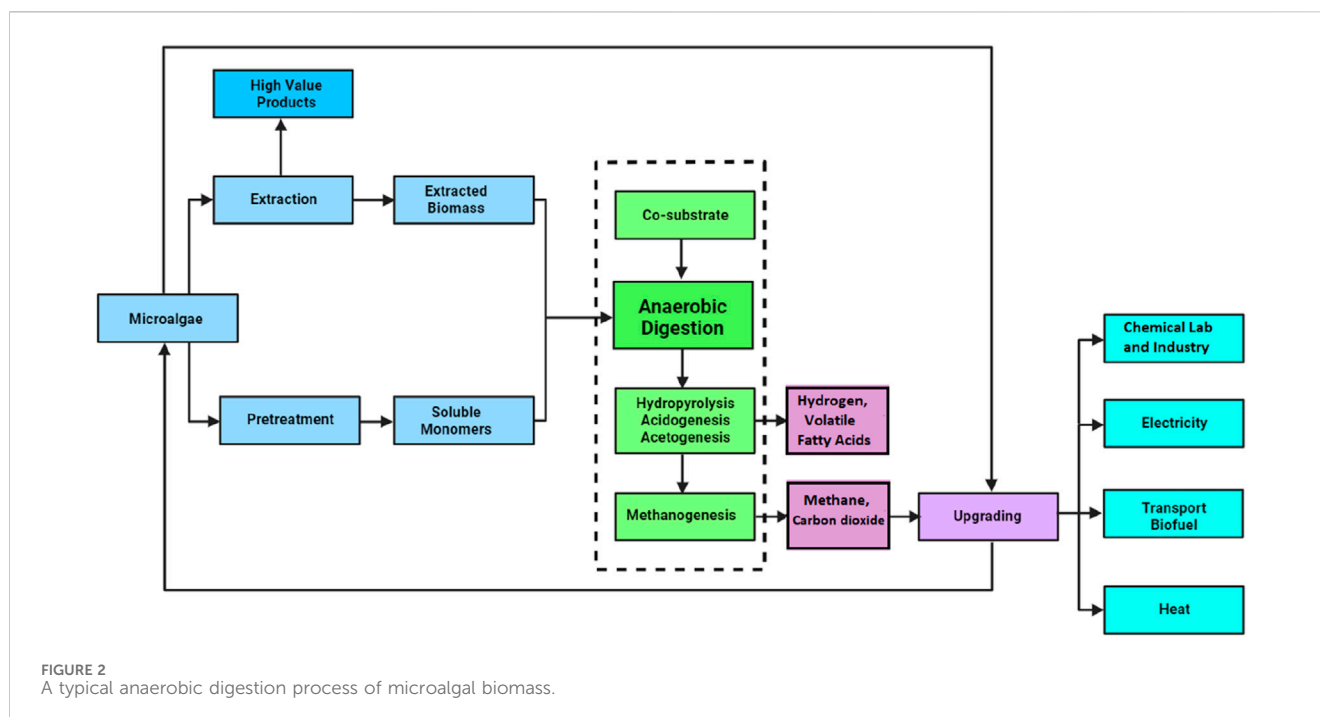 High Value
Products
Extraction
Extracted
Biomass
Microalgae
Pretreatment
Soluble
Monomers
Co-substrate
Anaerobic
Digestion
Hydropyrolysis
Acidogenesis
Acetogenesis
Hydrogen,
Volatile
Fatty Acids
Methanogenesis
Methane,
Carbon dioxide
Upgrading
Chemical Lab
and Industry
Electricity
Transport
Biofuel
Heat
FIGURE 2
A typical anaerobic digestion process of microalgal biomass.